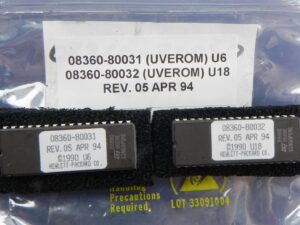 08360-80031 (UVEROM) U6
08360-80032 (UVEROM) U18
REV. 05 APR 94
08360-80031
REV. 05 APR 94
©1990 U6
HEWLETT-PACKARD CO.
08360-80032
REV. 05 APR 94
©1990 U18
HEWLETT-PACKARD CO.
Handling
Precautions
Required.
LOT 33091004